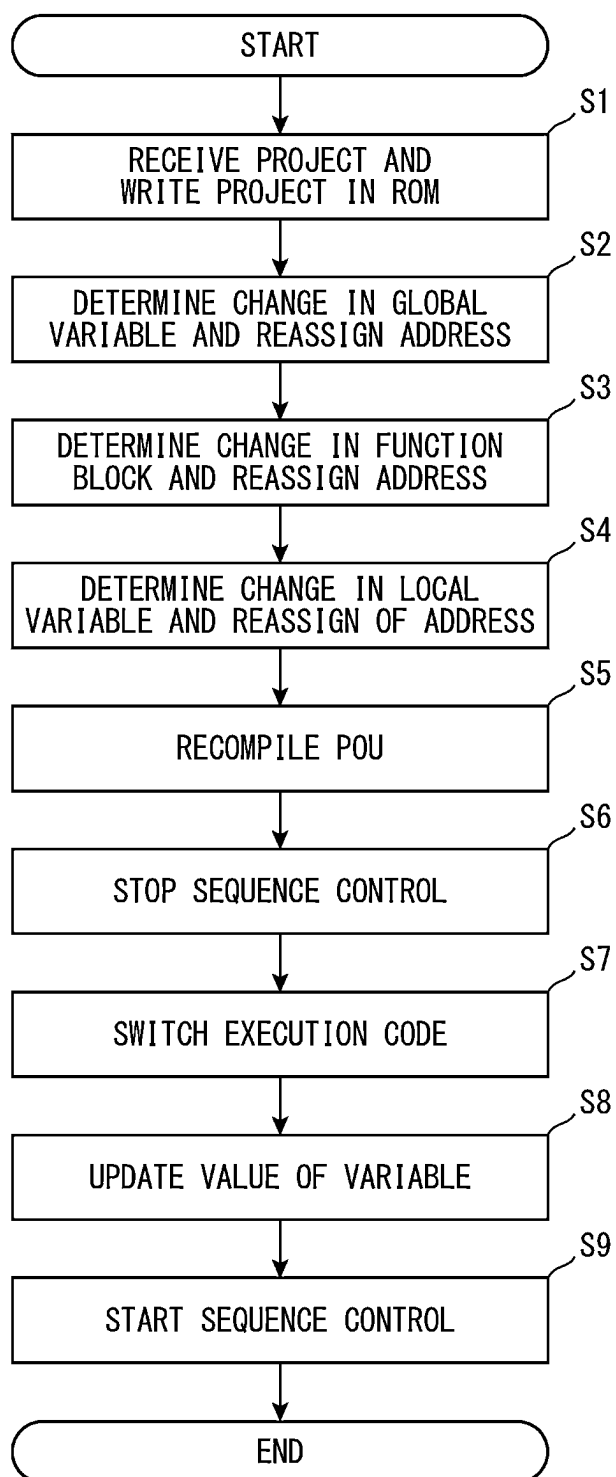 START
S1
RECEIVE PROJECT AND
WRITE PROJECT IN ROM
S2
DETERMINE CHANGE IN GLOBAL
VARIABLE AND REASSIGN ADDRESS
S3
DETERMINE CHANGE IN FUNCTION
BLOCK AND REASSIGN ADDRESS
S4
DETERMINE CHANGE IN LOCAL
VARIABLE AND REASSIGN OF ADDRESS
S5
RECOMPILE POU
S6
STOP SEQUENCE CONTROL
S7
SWITCH EXECUTION CODE
S8
UPDATE VALUE OF VARIABLE
S9
START SEQUENCE CONTROL
END